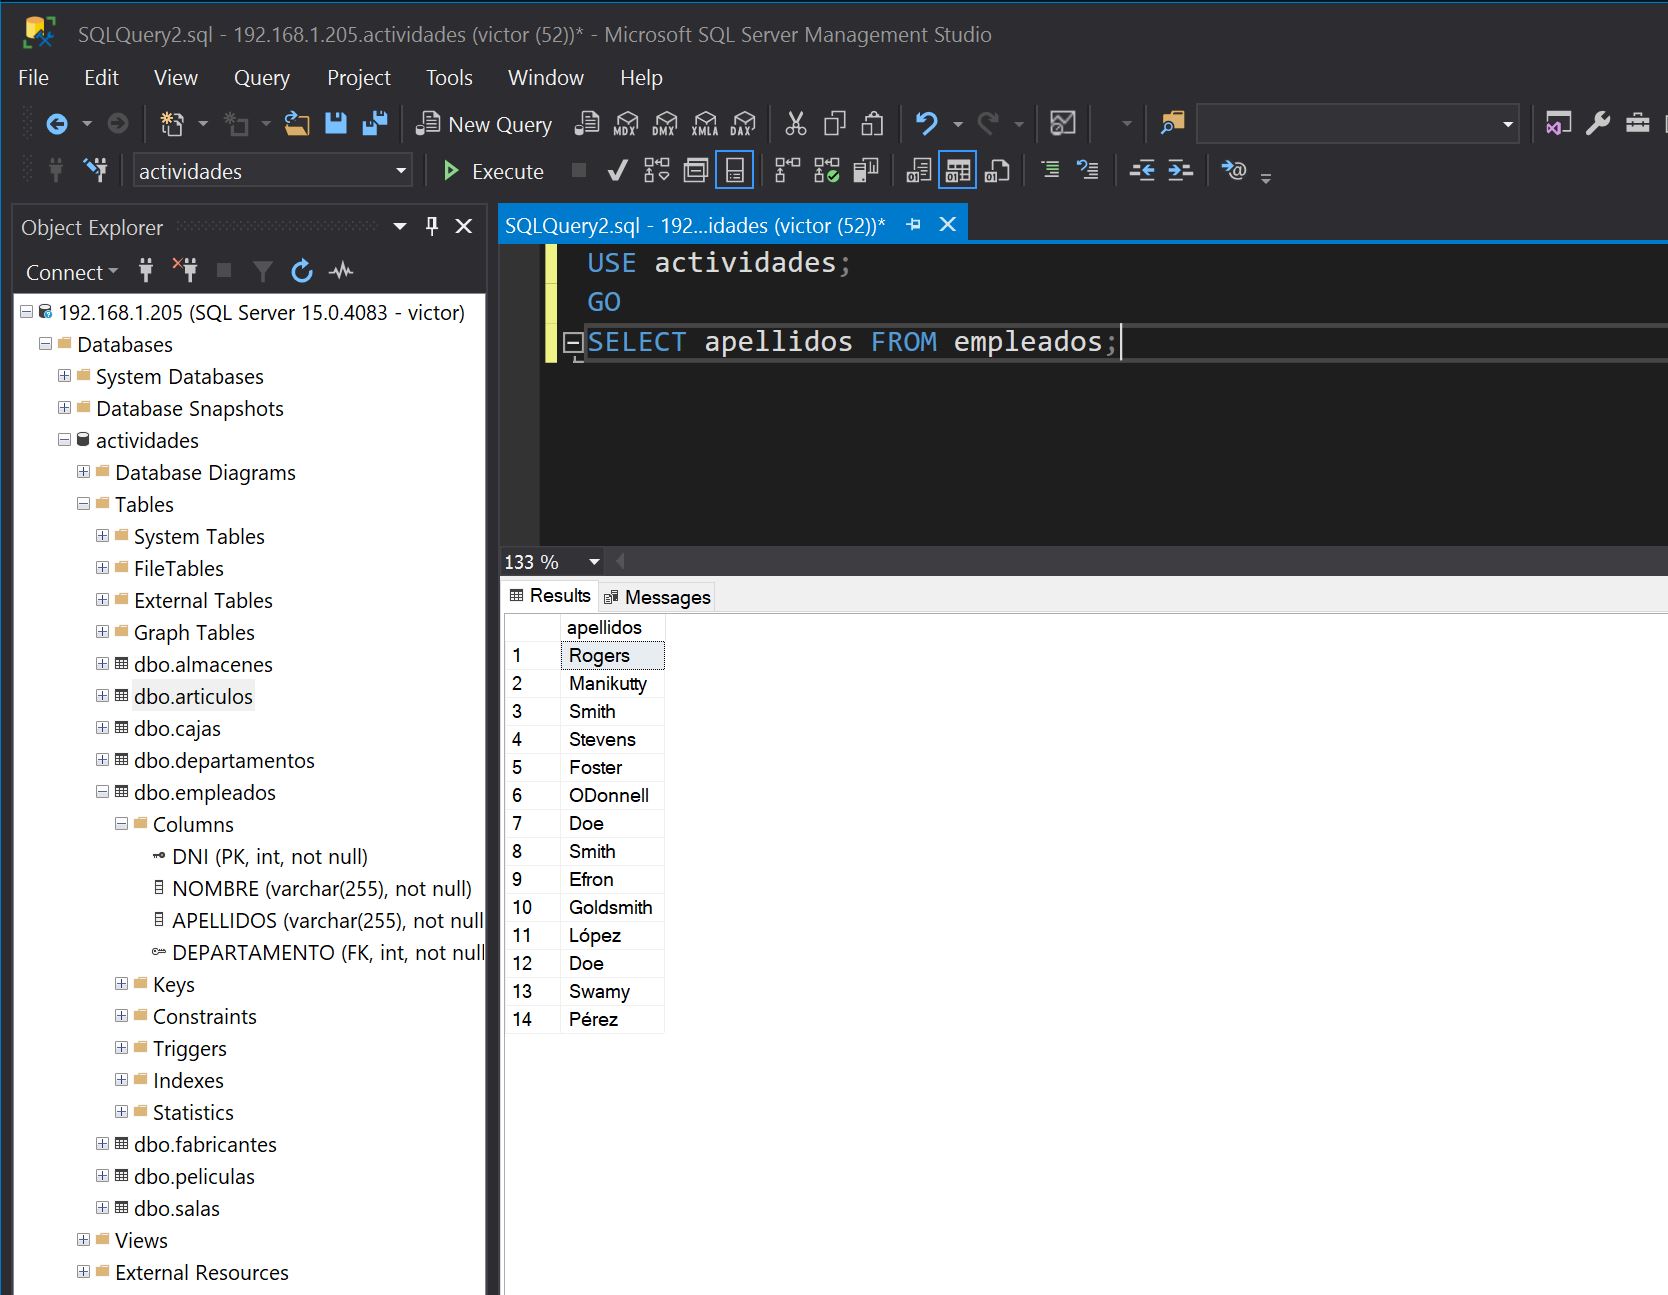 SQLQuery2.sql - 192.168.1.205.actividades (victor (52))* - Microsoft SQL Server Management Studio
File Edit View Query Project Tools Window Help
New Query MDX DMX XMLA DAX
actividades Execute
Object Explorer
Connect
192.168.1.205 (SQL Server 15.0.4083 - victor)
Databases
System Databases
Database Snapshots
actividades
Database Diagrams
Tables
System Tables
FileTables
External Tables
Graph Tables
dbo.almacenes
dbo.articulos
dbo.cajas
dbo.departamentos
dbo.empleados
Columns
DNI (PK, int, not null)
NOMBRE (varchar(255), not null)
APELLIDOS (varchar(255), not null
DEPARTAMENTO (FK, int, not null
Keys
Constraints
Triggers
Indexes
Statistics
dbo.fabricantes
dbo.peliculas
dbo.salas
Views
External Resources
SQLQuery2.sql - 192...idades (victor (52))*
USE actividades;
GO
SELECT apellidos FROM empleados;
133 %
Results Messages
apellidos
1 Rogers
2 Manikutty
3 Smith
4 Stevens
5 Foster
6 ODonnell
7 Doe
8 Smith
9 Efron
10 Goldsmith
11 López
12 Doe
13 Swamy
14 Pérez